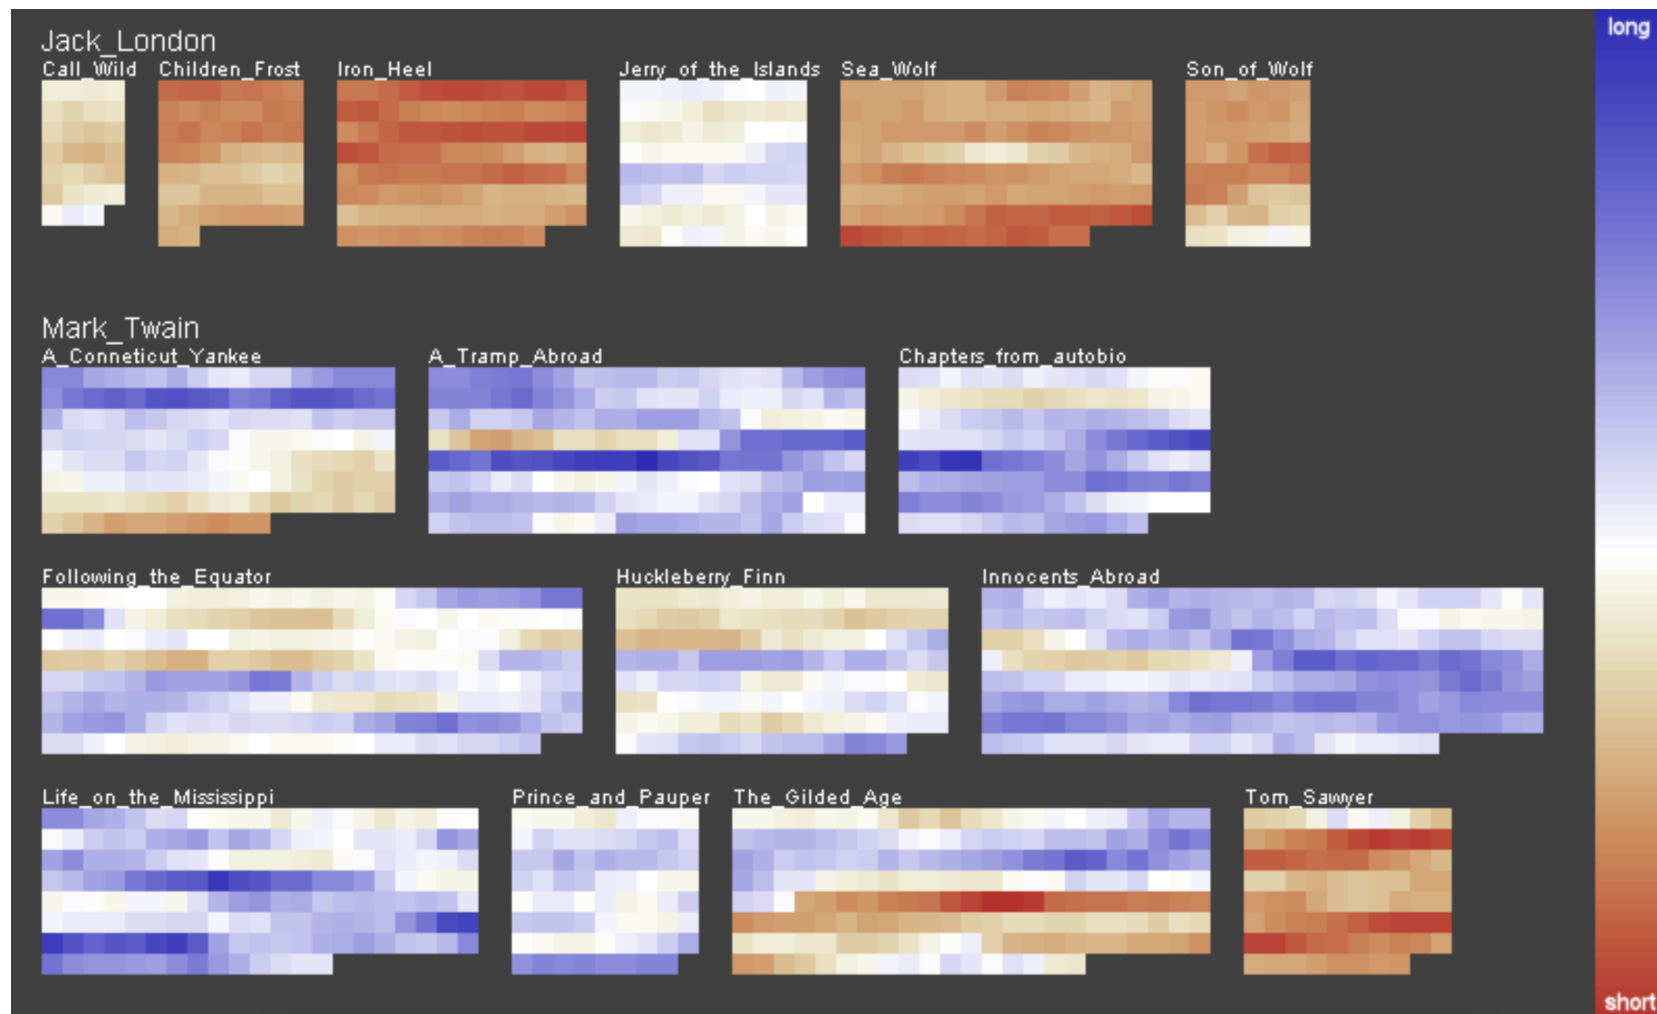 long
Jack_London
Call_Wild Children_Frost Iron_Heel Jerry_of_the_Islands Sea_Wolf Son_of_Wolf
Mark_Twain
A_Conneticut_Yankee A_Tramp_Abroad Chapters_from_autobio
Following_the_Equator Huckleberry_Finn Innocents_Abroad
Life_on_the_Mississippi Prince_and_Pauper The_Gilded_Age Tom_Sawyer
short